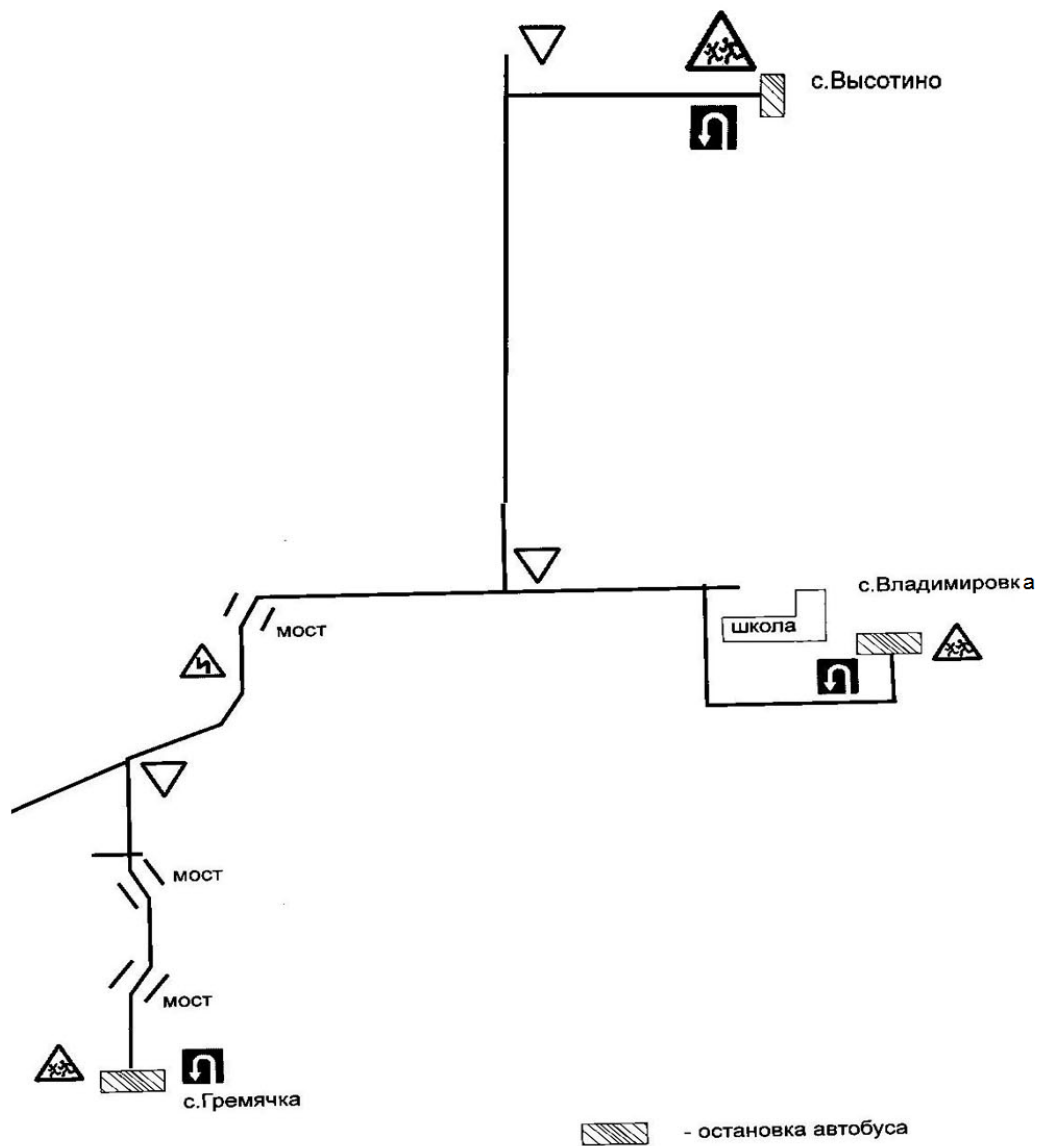 с.Высотино
с.Владимировка
школа
мост
мост
мост
с.Гремячка
- остановка автобуса